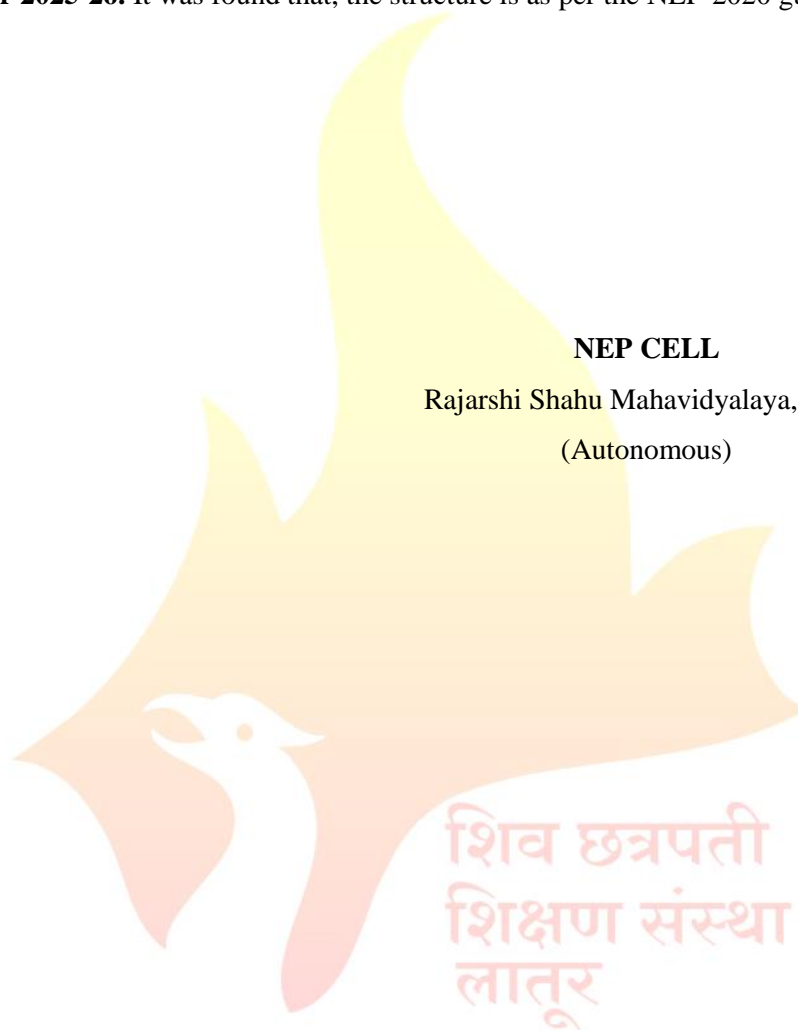 2025-26. It was found that, the structure is as per the NEP 2020
NEP CELL
Rajarshi Shahu Mahavidyalaya,
(Autonomous)
शिव छत्रपती
शिक्षण संस्था
लातूर